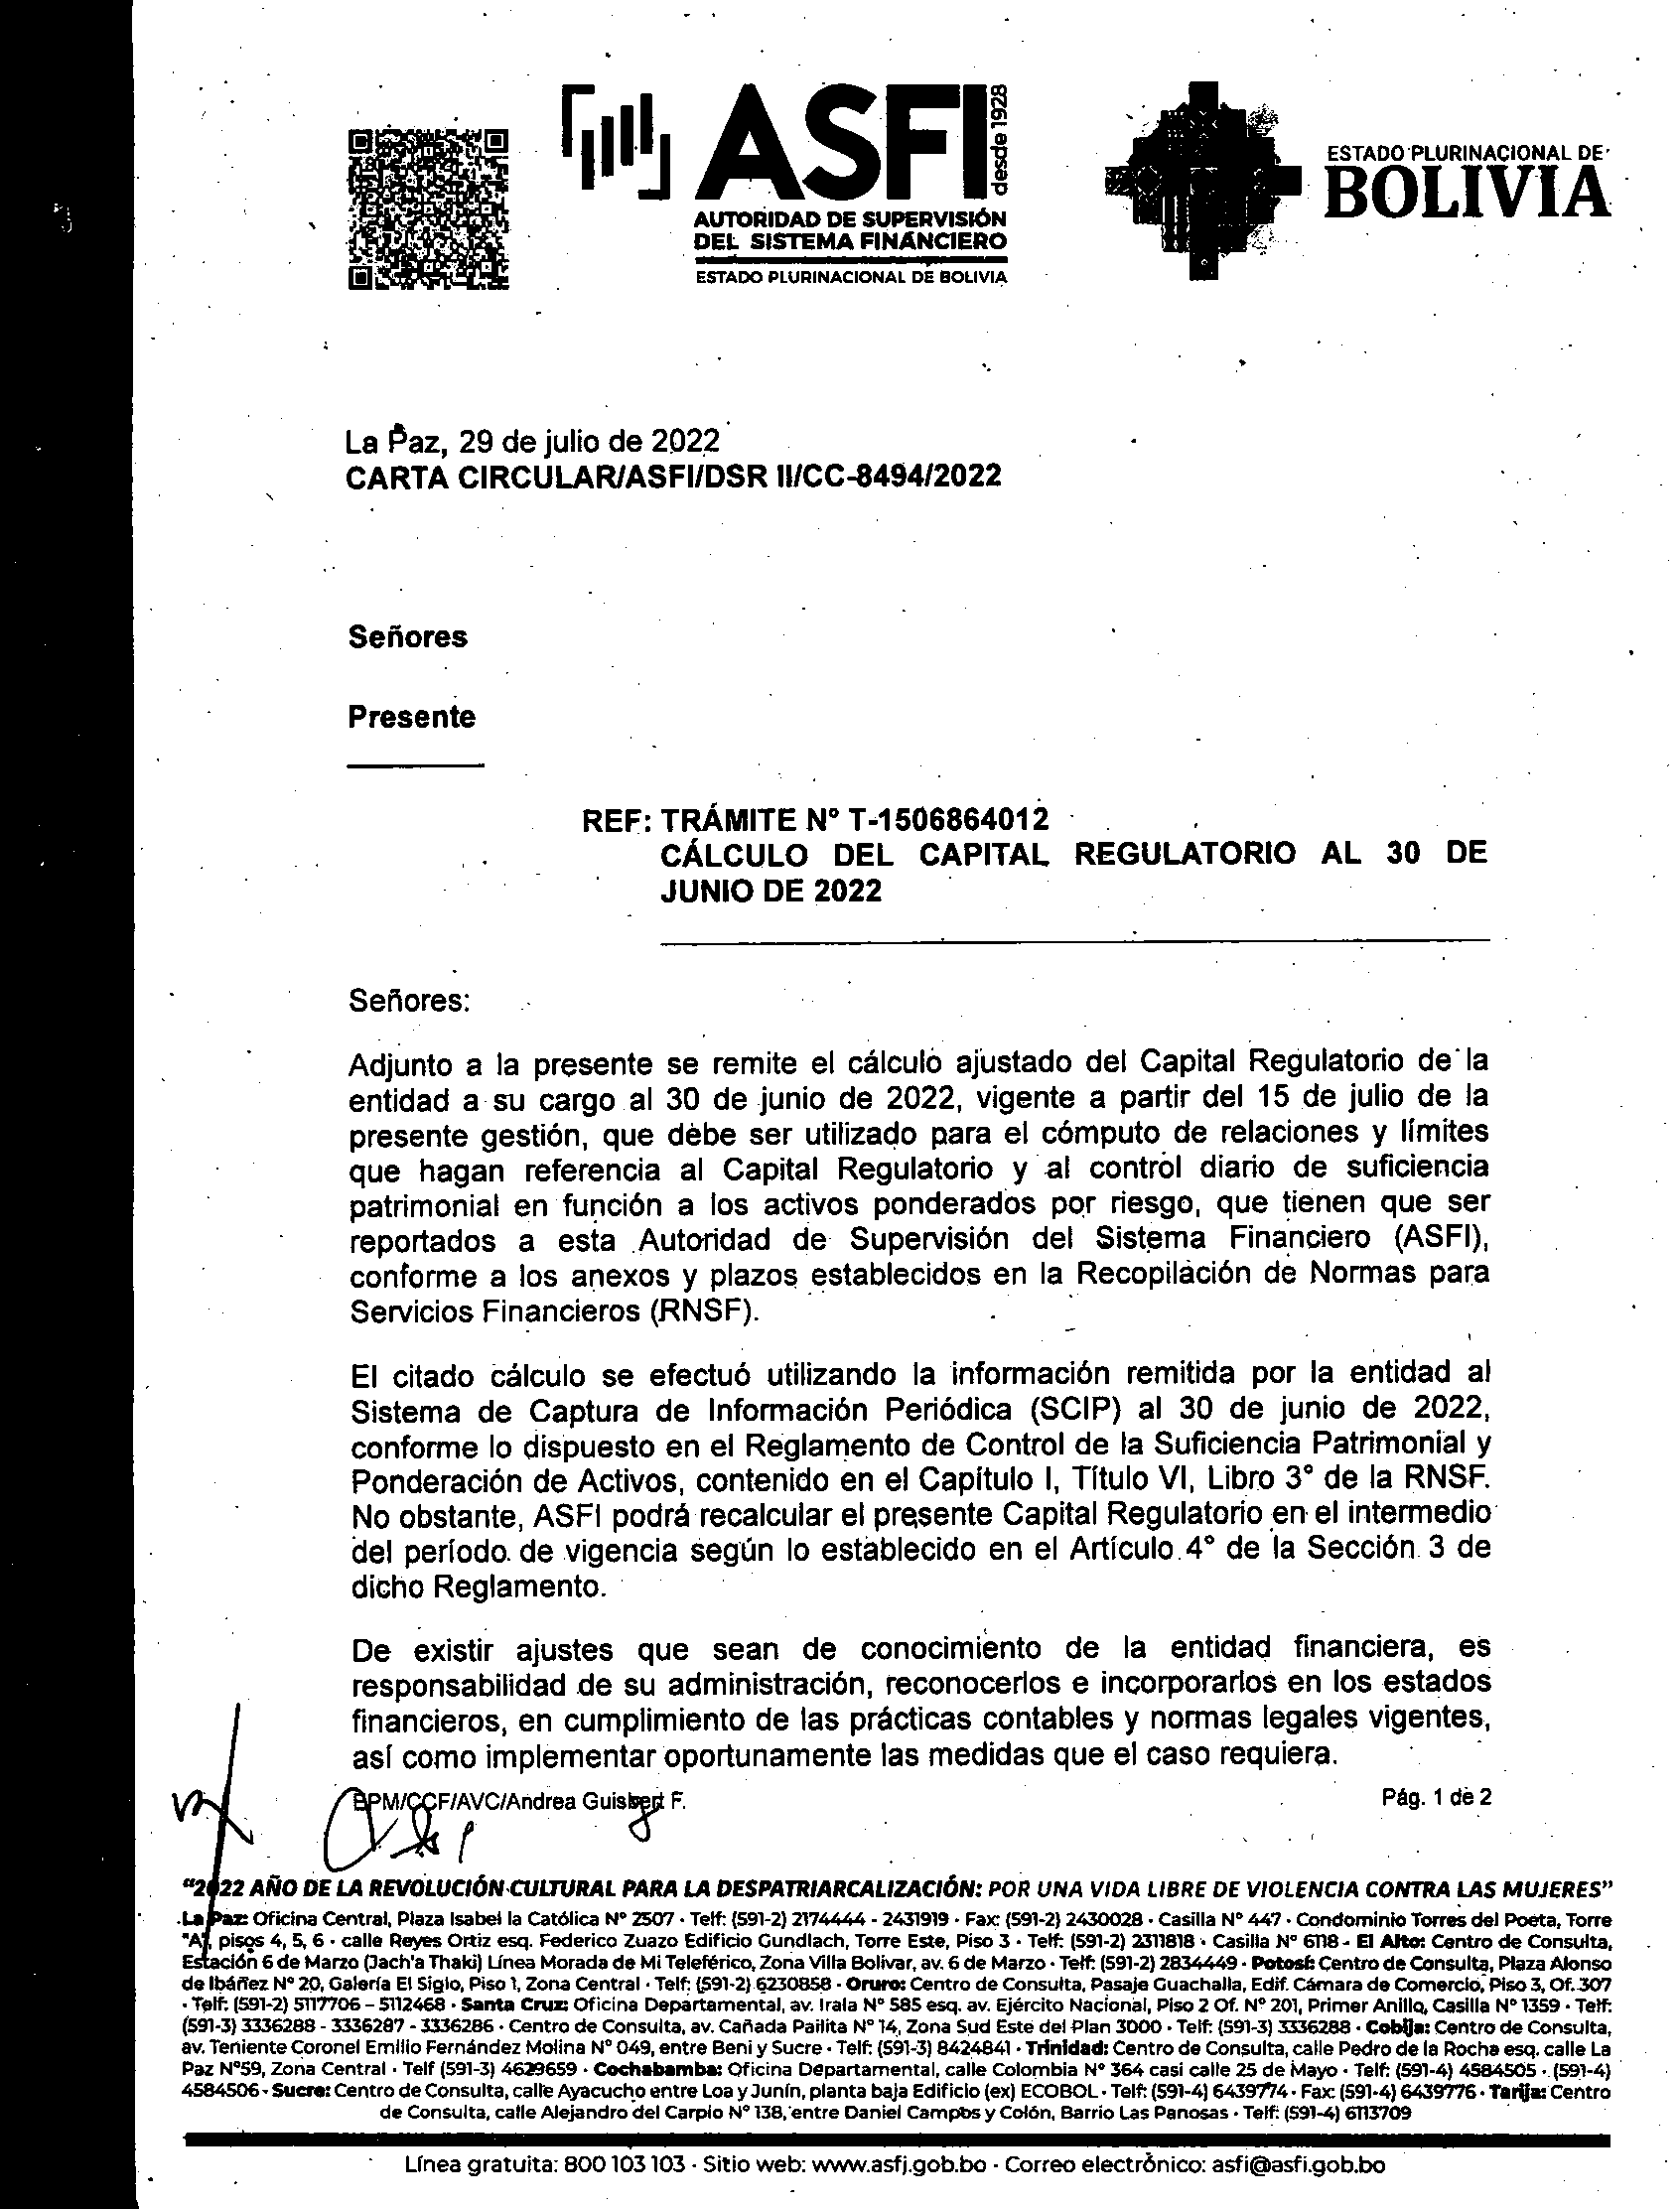 ASFI
desde 1928
AUTORIDAD DE SUPERVISIÓN
DEL SISTEMA FINANCIERO
ESTADO PLURINACIONAL DE BOLIVIA
ESTADO PLURINACIONAL DE
BOLIVIA
La Paz, 29 de julio de 2022
CARTA CIRCULAR/ASFI/DSR II/CC-8494/2022
Señores
Presente
REF: TRÁMITE N° T-1506864012
CÁLCULO DEL CAPITAL REGULATORIO AL 30 DE
JUNIO DE 2022
Señores:
Adjunto a la presente se remite el cálculo ajustado del Capital Regulatorio de la
entidad a su cargo al 30 de junio de 2022, vigente a partir del 15 de julio de la
presente gestión, que debe ser utilizado para el cómputo de relaciones y límites
que hagan referencia al Capital Regulatorio y al control diario de suficiencia
patrimonial en función a los activos ponderados por riesgo, que tienen que ser
reportados a esta Autoridad de Supervisión del Sistema Financiero (ASFI),
conforme a los anexos y plazos establecidos en la Recopilación de Normas para
Servicios Financieros (RNSF).
El citado cálculo se efectuó utilizando la información remitida por la entidad al
Sistema de Captura de Información Periódica (SCIP) al 30 de junio de 2022,
conforme lo dispuesto en el Reglamento de Control de la Suficiencia Patrimonial y
Ponderación de Activos, contenido en el Capítulo I, Título VI, Libro 3° de la RNSF.
No obstante, ASFI podrá recalcular el presente Capital Regulatorio en el intermedio
del período de vigencia según lo establecido en el Artículo 4° de la Sección 3 de
dicho Reglamento.
De existir ajustes que sean de conocimiento de la entidad financiera, es
responsabilidad de su administración, reconocerlos e incorporarlos en los estados
financieros, en cumplimiento de las prácticas contables y normas legales vigentes,
así como implementar oportunamente las medidas que el caso requiera.
BPM/CCF/AVC/Andrea Guisbert F.
Pág. 1 de 2
"2022 AÑO DE LA REVOLUCIÓN CULTURAL PARA LA DESPATRIARCALIZACIÓN: POR UNA VIDA LIBRE DE VIOLENCIA CONTRA LAS MUJERES"
La Paz: Oficina Central, Plaza Isabel la Católica N° 2507 · Telf: (591-2) 2174444 - 2431919 · Fax: (591-2) 2430028 · Casilla N° 447 · Condominio Torres del Poeta, Torre
"A", pisos 4, 5, 6 · calle Reyes Ortiz esq. Federico Zuazo Edificio Gundlach, Torre Este, Piso 3 · Telf: (591-2) 2311818 · Casilla N° 6118 - El Alto: Centro de Consulta,
Estación 6 de Marzo (Jach'a Thaki) Línea Morada de Mi Teleférico, Zona Villa Bolivar, av. 6 de Marzo · Telf: (591-2) 2834449 · Potosí: Centro de Consulta, Plaza Alonso
de Ibáñez N° 20, Galería El Siglo, Piso 1, Zona Central · Telf: (591-2) 6230858 · Oruro: Centro de Consulta, Pasaje Guachalla, Edif. Cámara de Comercio, Piso 3, Of. 307
· Telf: (591-2) 5117706 – 5112468 · Santa Cruz: Oficina Departamental, av. Irala N° 585 esq. av. Ejército Nacional, Piso 2 Of. N° 201, Primer Anillo, Casilla N° 1359 · Telf:
(591-3) 3336288 - 3336287 - 3336286 · Centro de Consulta, av. Cañada Pailita N° 14, Zona Sud Este del Plan 3000 · Telf: (591-3) 3336288 · Cobija: Centro de Consulta,
av. Teniente Coronel Emilio Fernández Molina N° 049, entre Beni y Sucre · Telf: (591-3) 8424841 · Trinidad: Centro de Consulta, calle Pedro de la Rocha esq. calle La
Paz N°59, Zona Central · Telf (591-3) 4629659 · Cochabamba: Oficina Departamental, calle Colombia N° 364 casi calle 25 de Mayo · Telf: (591-4) 4584505 · (591-4)
4584506 - Sucre: Centro de Consulta, calle Ayacucho entre Loa y Junín, planta baja Edificio (ex) ECOBOL · Telf: (591-4) 6439774 · Fax: (591-4) 6439776 · Tarija: Centro
de Consulta, calle Alejandro del Carpio N° 138, entre Daniel Campos y Colón, Barrio Las Panosas · Telf: (591-4) 6113709
Línea gratuita: 800 103 103 · Sitio web: www.asfi.gob.bo · Correo electrónico: asfi@asfi.gob.bo